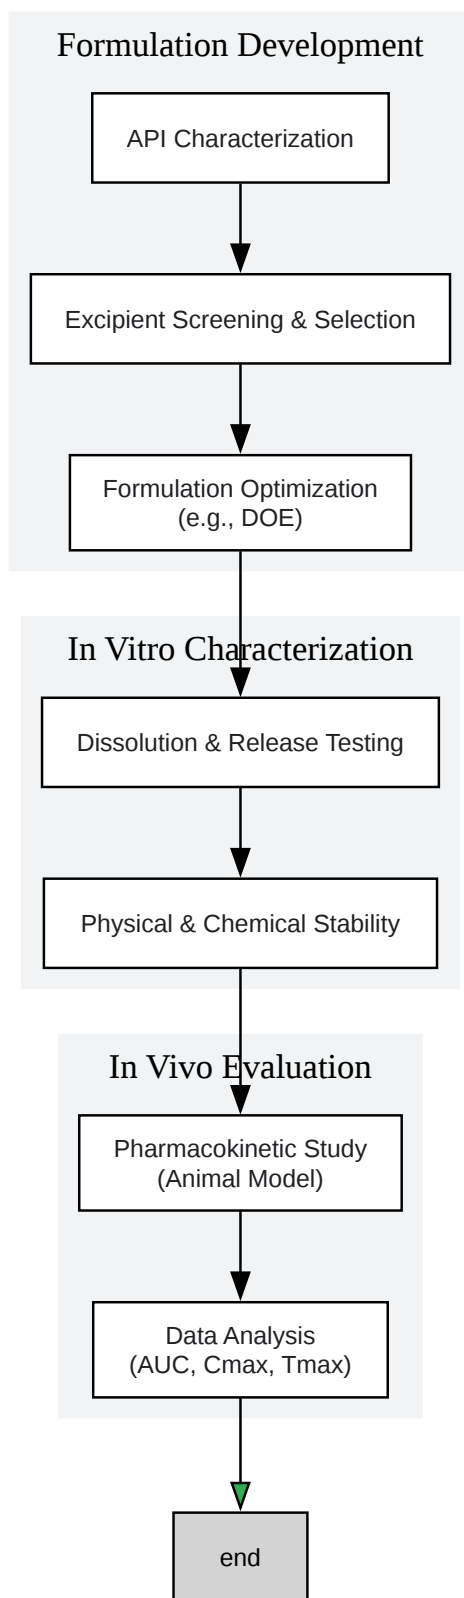 Formulation Development
API Characterization
Excipient Screening & Selection
Formulation Optimization
(e.g., DOE)
In Vitro Characterization
Dissolution & Release Testing
Physical & Chemical Stability
In Vivo Evaluation
Pharmacokinetic Study
(Animal Model)
Data Analysis
(AUC, Cmax, Tmax)
end